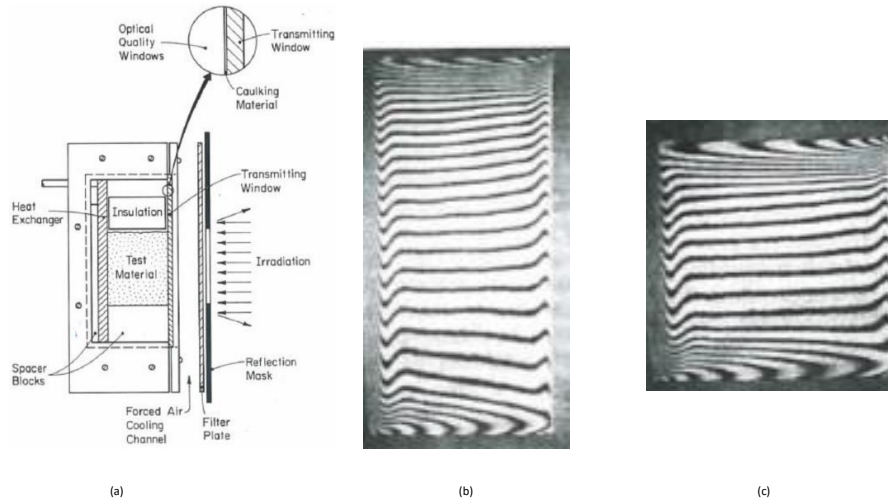 Optical
Quality
Windows
Transmitting
Window
Caulking
Material
Transmitting
Window
Heat
Exchanger
Insulation
Test
Material
Irradiation
Spacer
Blocks
Reflection
Mask
Forced Air
Cooling
Channel
Filter
Plate
(a)
(b)
(c)